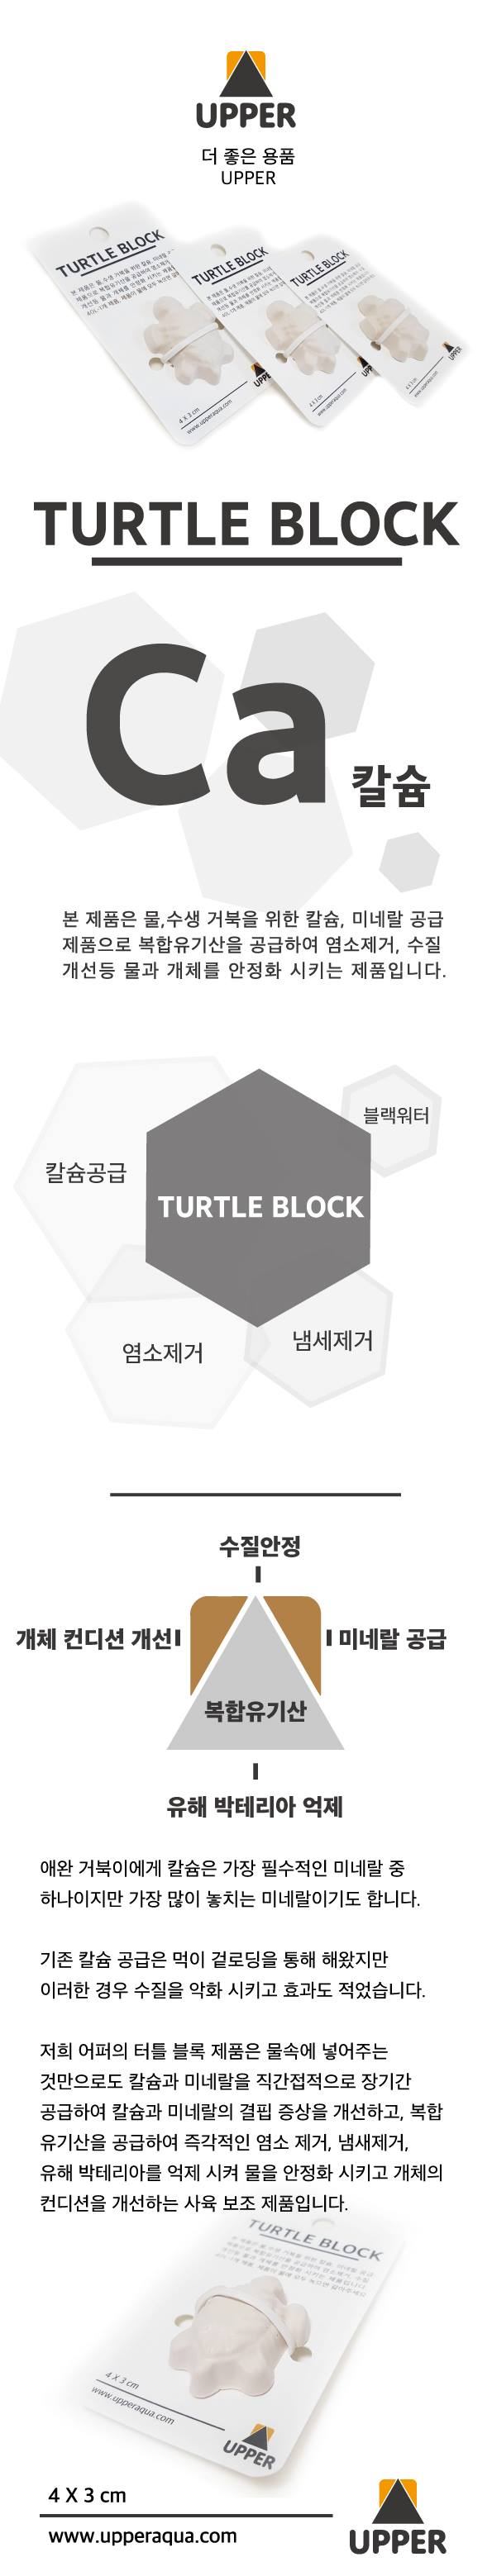 UPPER
더 좋은 용품
UPPER
TURTLE BLOCK
4 X 3 cm
www.upperaqua.com
UPPER
TURTLE BLOCK
4 X 3 cm
www.upperaqua.com
UPPER
TURTLE BLOCK
4 X 3 cm
www.upperaqua.com
UPPER
TURTLE BLOCK
Ca 칼슘
본 제품은 물,수생 거북을 위한 칼슘, 미네랄 공급
제품으로 복합유기산을 공급하여 염소제거, 수질
개선등 물과 개체를 안정화 시키는 제품입니다.
블랙워터
칼슘공급
TURTLE BLOCK
냄세제거
염소제거
수질안정
개체 컨디션 개선
미네랄 공급
복합유기산
유해 박테리아 억제
애완 거북이에게 칼슘은 가장 필수적인 미네랄 중
하나이지만 가장 많이 놓치는 미네랄이기도 합니다.
기존 칼슘 공급은 먹이 겉로딩을 통해 해왔지만
이러한 경우 수질을 악화 시키고 효과도 적었습니다.
저희 어퍼의 터틀 블록 제품은 물속에 넣어주는
것만으로도 칼슘과 미네랄을 직간접적으로 장기간
공급하여 칼슘과 미네랄의 결핍 증상을 개선하고, 복합
유기산을 공급하여 즉각적인 염소 제거, 냄새제거,
유해 박테리아를 억제 시켜 물을 안정화 시키고 개체의
컨디션을 개선하는 사육 보조 제품입니다.
TURTLE BLOCK
4 X 3 cm
www.upperaqua.com
UPPER
4 X 3 cm
www.upperaqua.com
UPPER